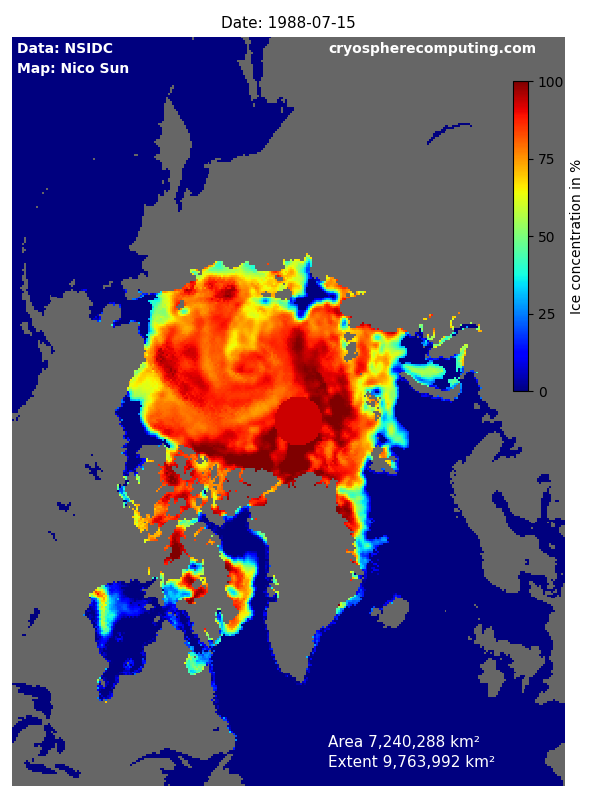 Date: 1988-07-15
Data: NSIDC
Map: Nico Sun
cryospherecomputing.com
100
75
50
25
0
Ice concentration in %
Area 7,240,288 km²
Extent 9,763,992 km²